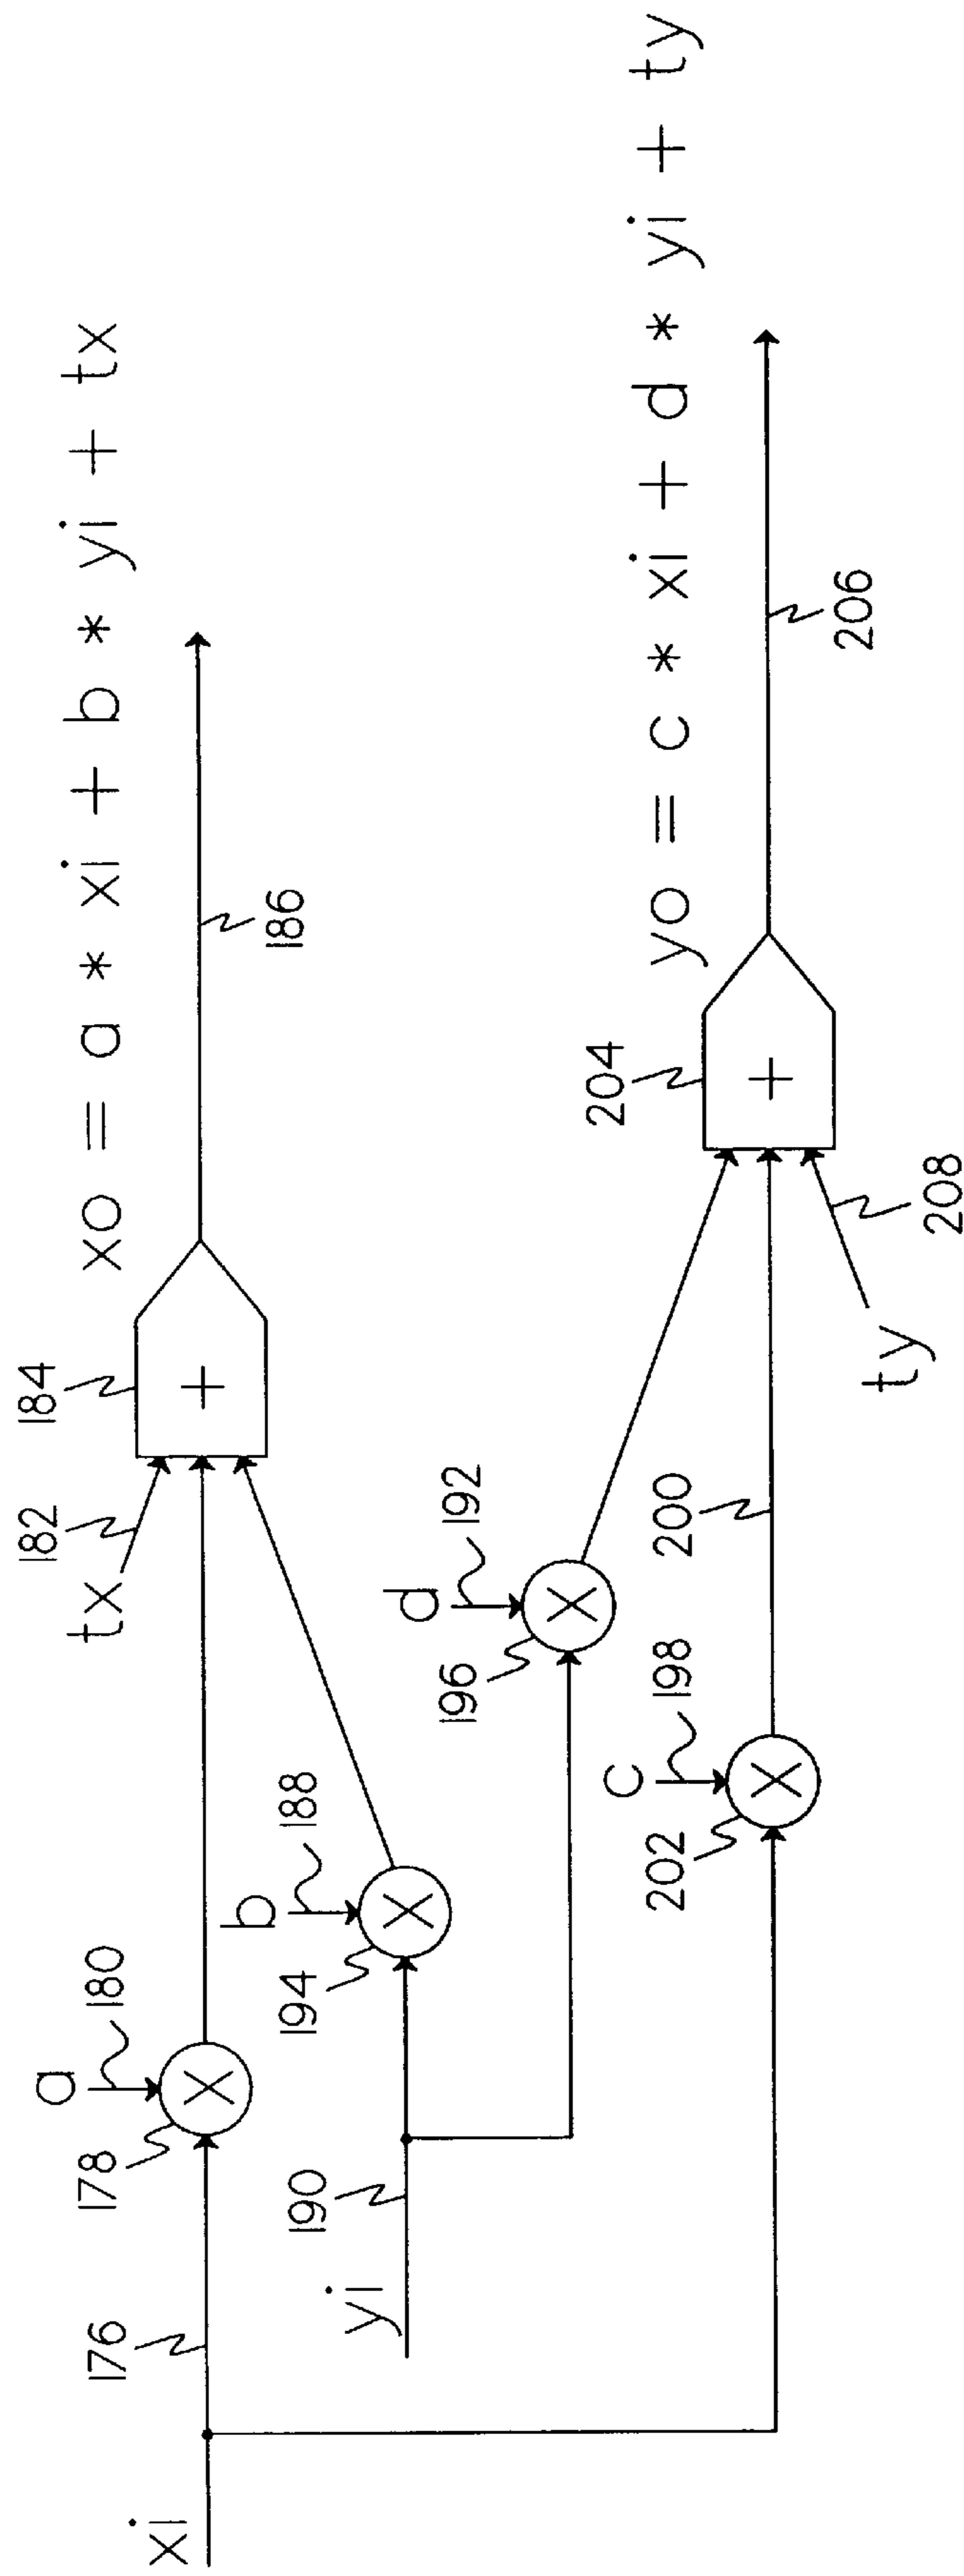 xo = a * xi + b * yi + tx
184
182
tx
186
a
180
178
176
xi
b
188
194
190
yi
d
192
196
yo = c * xi + d * yi + ty
204
206
c
198
202
200
208
ty